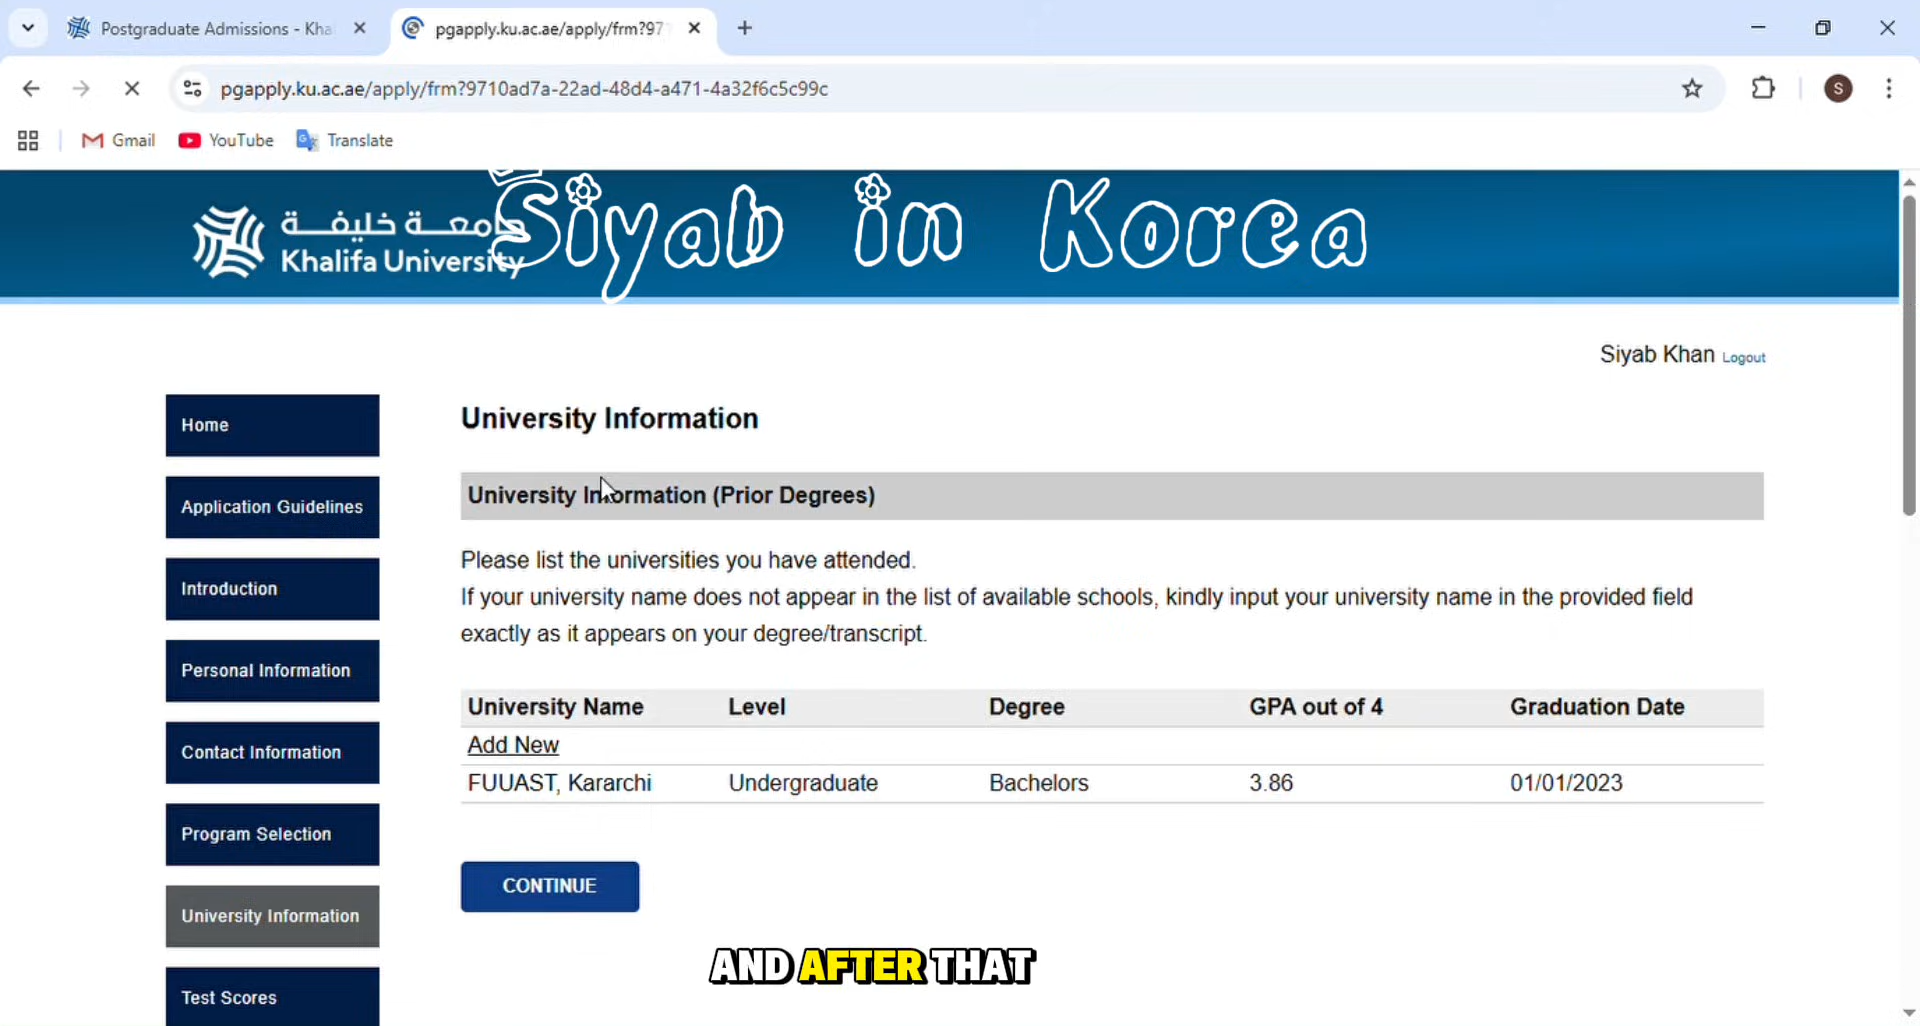 Postgraduate Admissions - Kha
pgapply.ku.ac.ae/apply/frm?97
pgapply.ku.ac.ae/apply/frm?9710ad7a-22ad-48d4-a471-4a32f6c5c99c
S
Gmail
YouTube
Translate
جامعة خليفة
Khalifa University
Siyab in Korea
Siyab Khan Logout
Home
Application Guidelines
Introduction
Personal Information
Contact Information
Program Selection
University Information
Test Scores
University Information
University Information (Prior Degrees)
Please list the universities you have attended.
If your university name does not appear in the list of available schools, kindly input your university name in the provided field
exactly as it appears on your degree/transcript.
University Name Level Degree GPA out of 4 Graduation Date
Add New
FUUAST, Kararchi Undergraduate Bachelors 3.86 01/01/2023
CONTINUE
AND AFTER THAT